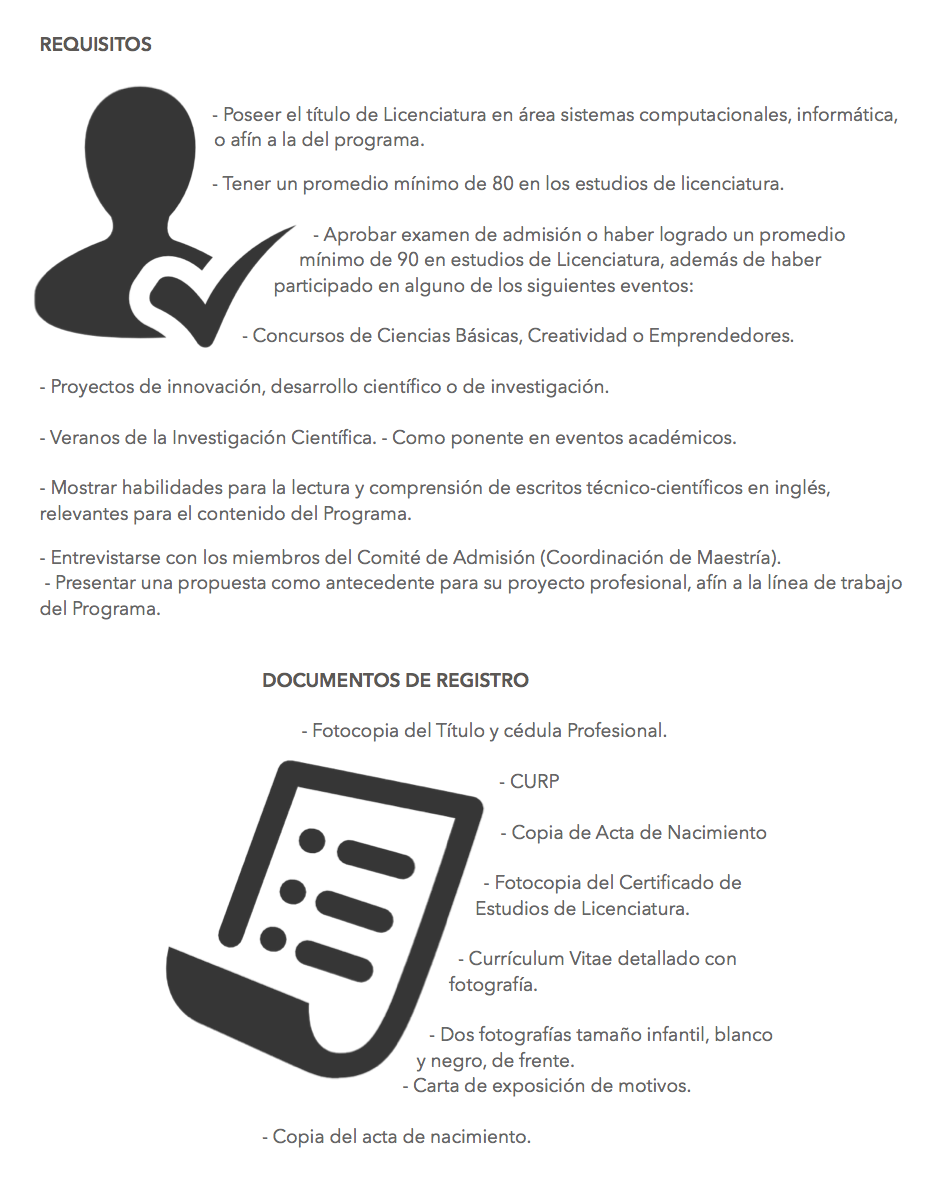 REQUISITOS
- Poseer el título de Licenciatura en área sistemas computacionales, informática,
o afín a la del programa.
- Tener un promedio mínimo de 80 en los estudios de licenciatura.
- Aprobar examen de admisión o haber logrado un promedio
mínimo de 90 en estudios de Licenciatura, además de haber
participado en alguno de los siguientes eventos:
- Concursos de Ciencias Básicas, Creatividad o Emprendedores.
- Proyectos de innovación, desarrollo científico o de investigación.
- Veranos de la Investigación Científica. - Como ponente en eventos académicos.
- Mostrar habilidades para la lectura y comprensión de escritos técnico-científicos en inglés,
relevantes para el contenido del Programa.
- Entrevistarse con los miembros del Comité de Admisión (Coordinación de Maestría).
- Presentar una propuesta como antecedente para su proyecto profesional, afín a la línea de trabajo
del Programa.
DOCUMENTOS DE REGISTRO
- Fotocopia del Título y cédula Profesional.
- CURP
- Copia de Acta de Nacimiento
- Fotocopia del Certificado de
Estudios de Licenciatura.
- Currículum Vitae detallado con
fotografía.
- Dos fotografías tamaño infantil, blanco
y negro, de frente.
- Carta de exposición de motivos.
- Copia del acta de nacimiento.